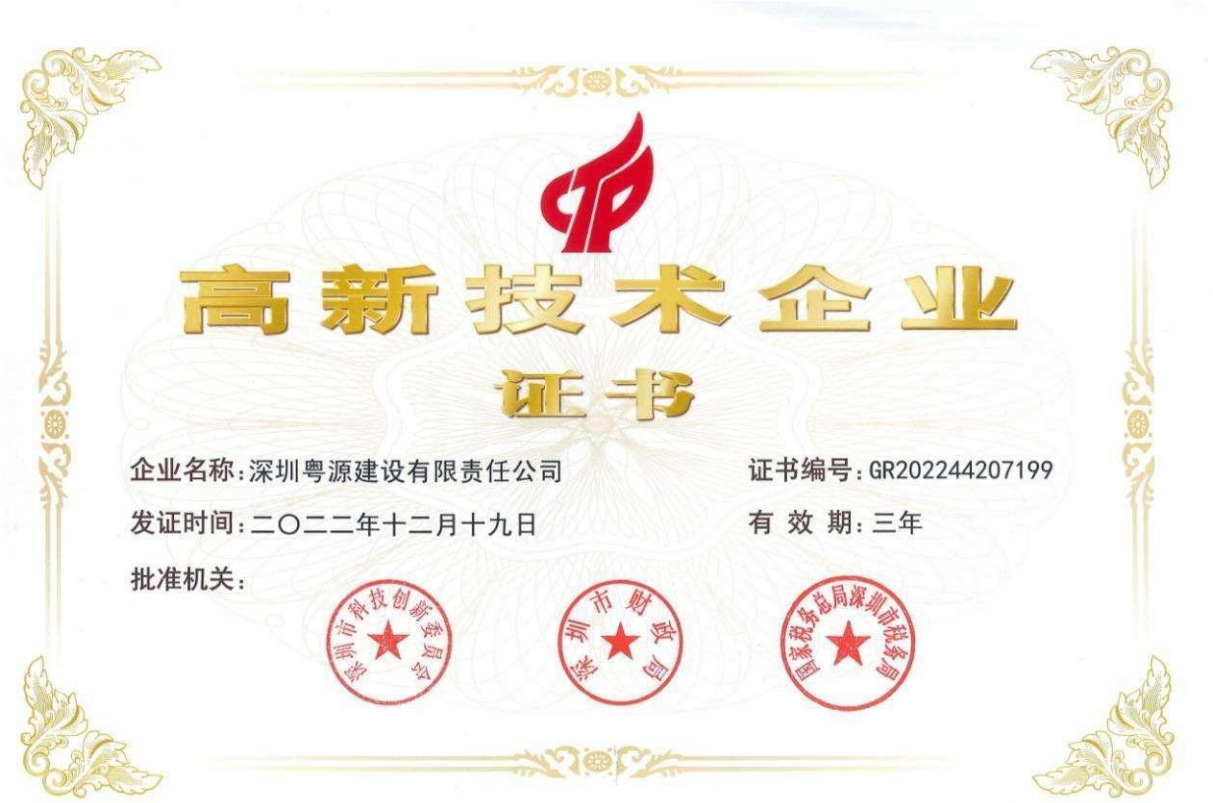 高新技术企业
证书
企业名称:深圳粤源建设有限责任公司
证书编号:GR202244207199
发证时间:二〇二二年十二月十九日
有 效 期:三年
批准机关:
深圳市科技创新委员会
深圳市财政局
国家税务总局深圳市税务局